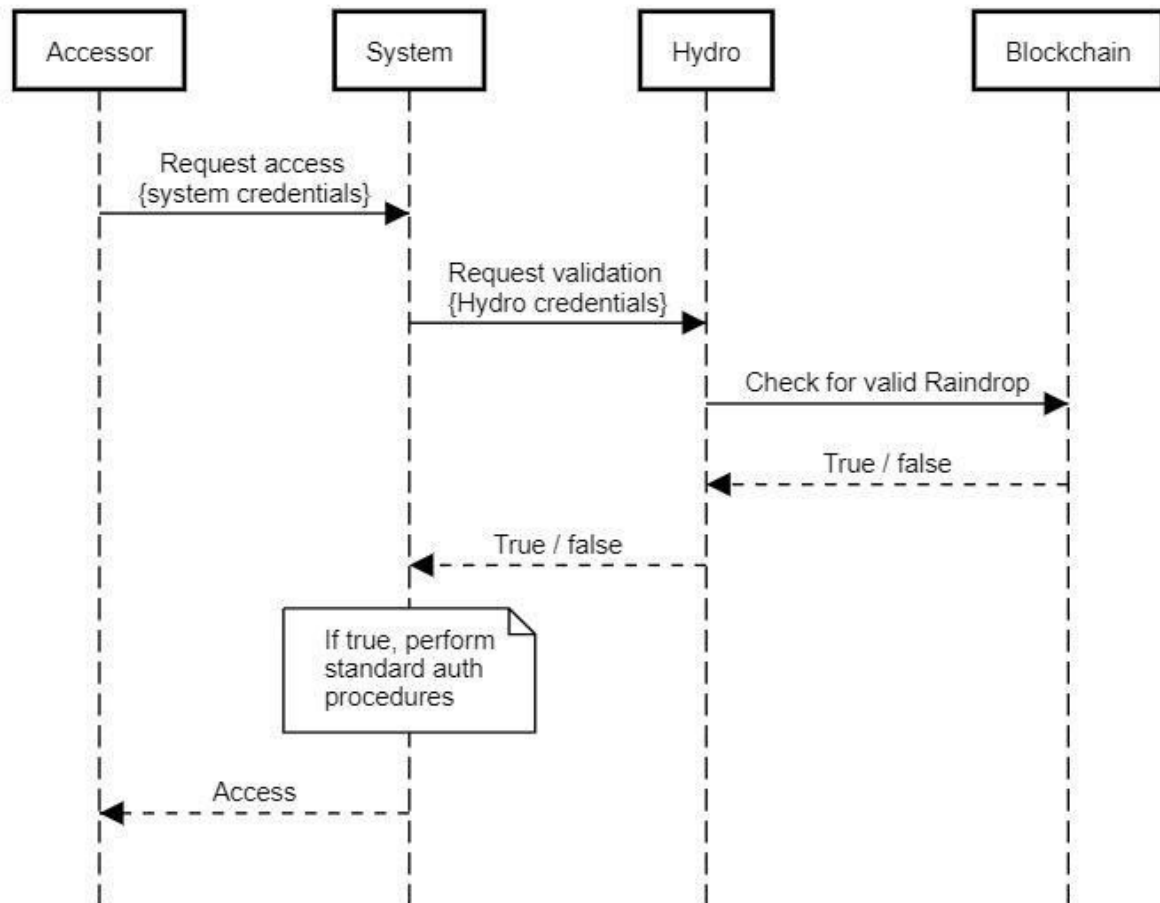 Accessor
System
Hydro
Blockchain
Request access
{system credentials}
Request validation
{Hydro credentials}
Check for valid Raindrop
True / false
True / false
If true, perform
standard auth
procedures
Access